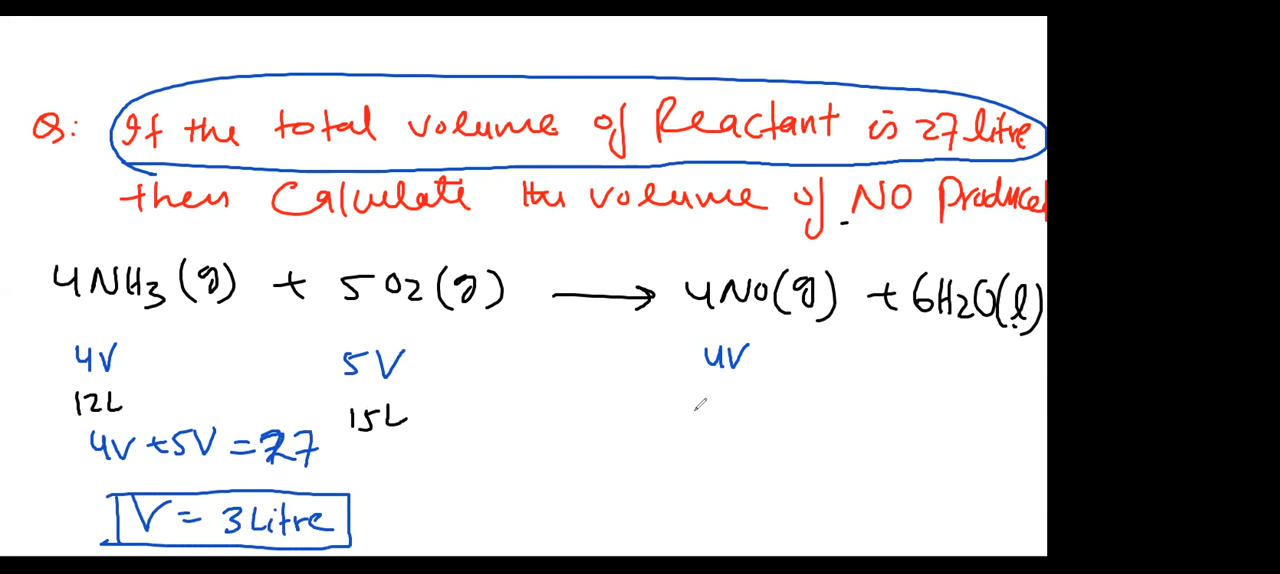 Q: If the total volume of Reactant is 27 litre
then Calculate the volume of NO Produced
4NH3(g) + 5O2(g) → 4NO(g) + 6H2O(l)
4V 5V 4V
12L 15L
4V + 5V = 27
V = 3 Litre